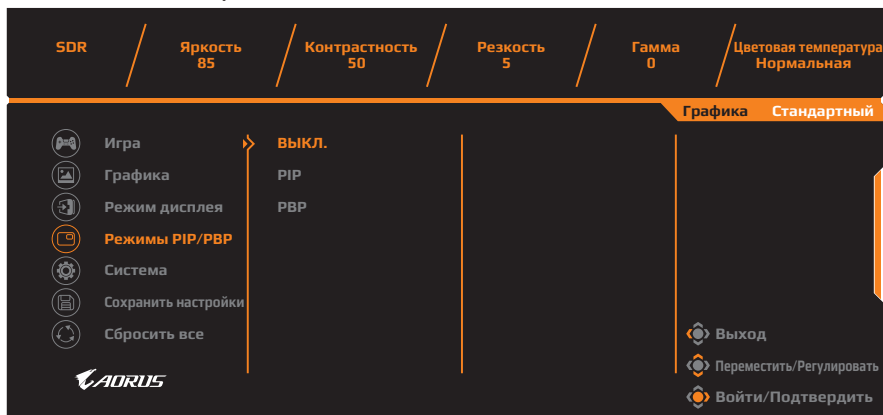 SDR
Яркость
85
Контрастность
50
Резкость
5
Гамма
0
Цветовая температура
Нормальная
Графика Стандартный
Игра
Графика
Режим дисплея
Режимы PIP/PBP
Система
Сохранить настройки
Сбросить все
ВЫКЛ.
PIP
PBP
Выход
Переместить/Регулировать
Войти/Подтвердить
AORUS